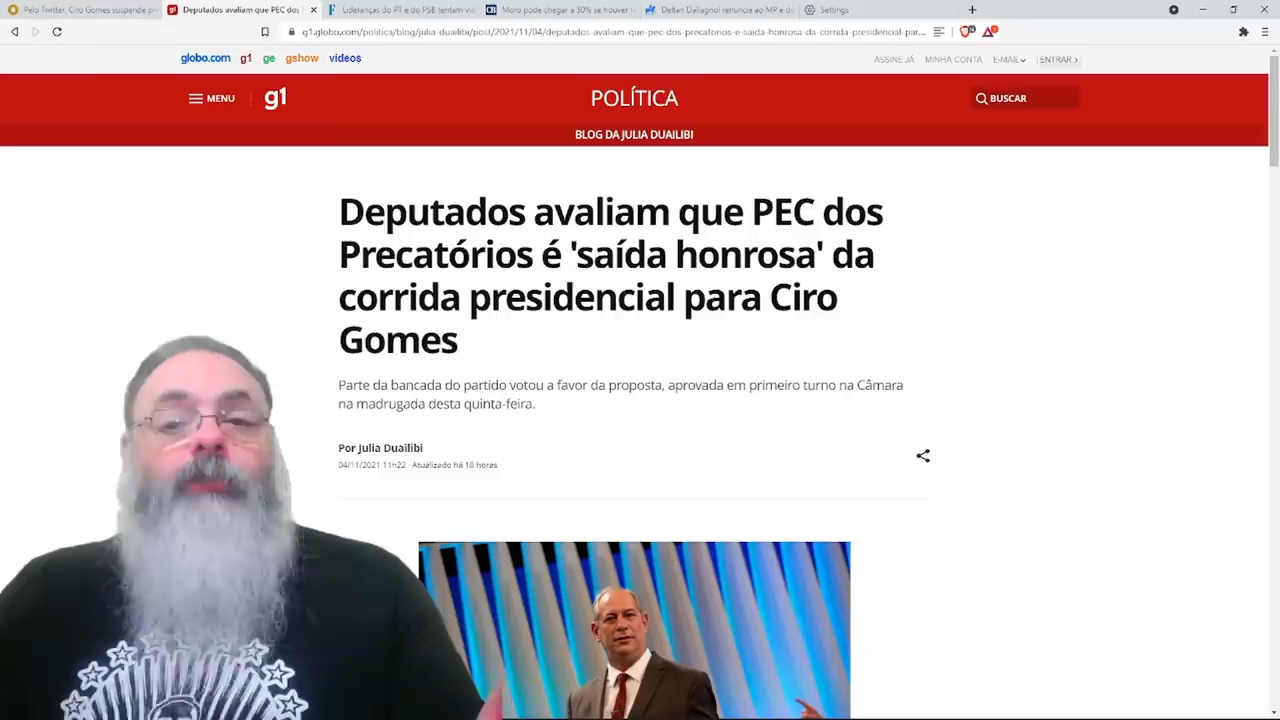 Pelo Twitter, Ciro Gomes suspende pr
Deputados avaliam que PEC dos
Lideranças do PT e do PSB tentam via
Moro pode chegar a 30% se houver r
Deltan Dallagnol renuncia ao MP e de
Settings
g1.globo.com/politica/blog/julia-duailibi/post/2021/11/04/deputados-avaliam-que-pec-dos-precatorios-e-saida-honrosa-da-corrida-presidencial-par...
globo.com g1 ge gshow videos
ASSINE JÁ MINHA CONTA E-MAIL ENTRAR ›
MENU g1 POLÍTICA BUSCAR
BLOG DA JULIA DUAILIBI
Deputados avaliam que PEC dos
Precatórios é 'saída honrosa' da
corrida presidencial para Ciro
Gomes
Parte da bancada do partido votou a favor da proposta, aprovada em primeiro turno na Câmara
na madrugada desta quinta-feira.
Por Julia Duailibi
04/11/2021 11h22 · Atualizado há 18 horas